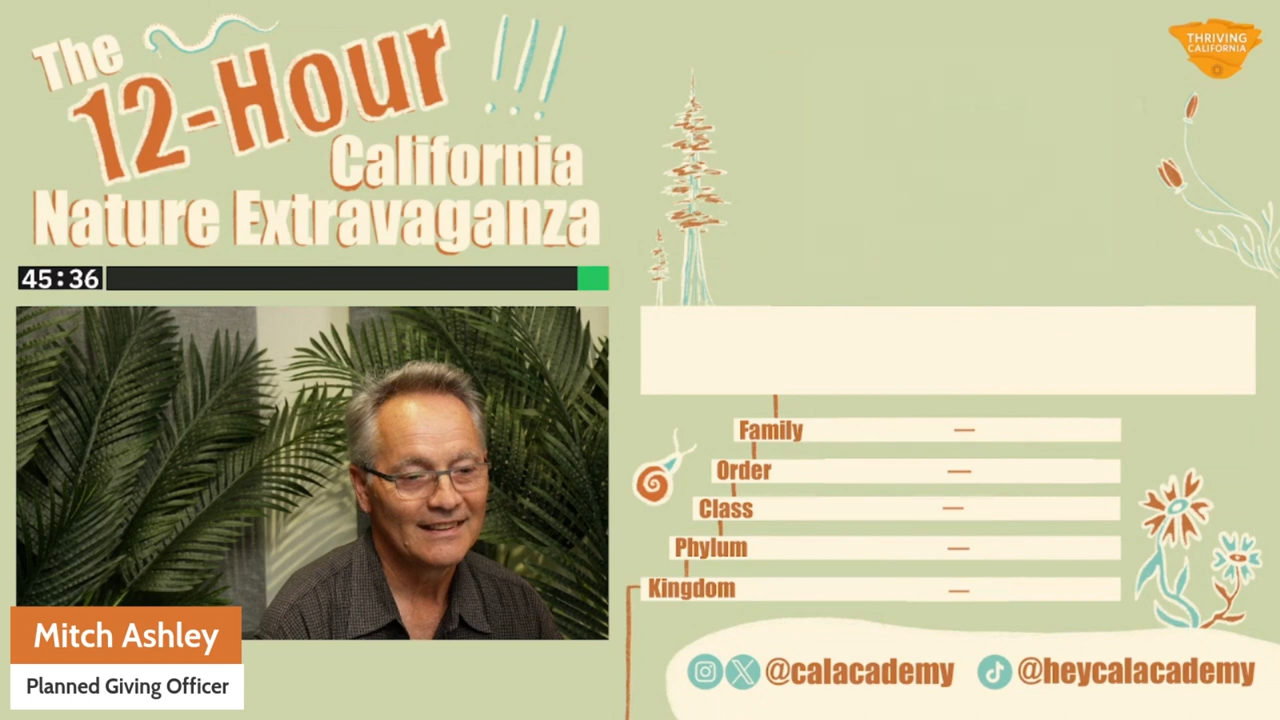 The
12-Hour
!!!
California
Nature Extravaganza
THRIVING
CALIFORNIA
45:36
Family —
Order —
Class —
Phylum —
Kingdom —
Mitch Ashley
Planned Giving Officer
@calacademy
@heycalacademy